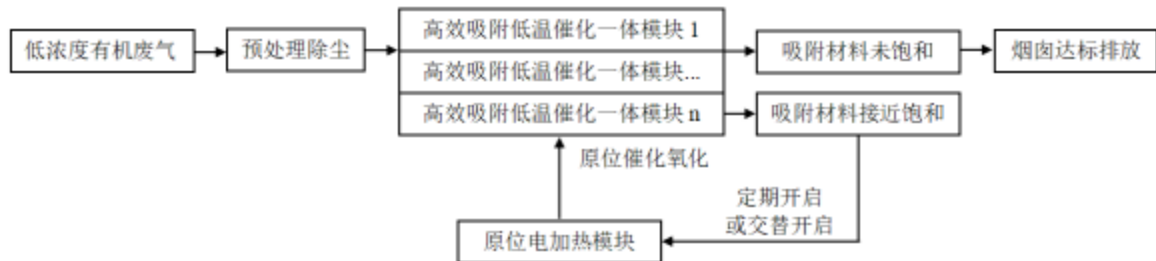 低浓度有机废气
预处理除尘
高效吸附低温催化一体模块 1
高效吸附低温催化一体模块...
高效吸附低温催化一体模块 n
吸附材料未饱和
烟囱达标排放
吸附材料接近饱和
原位催化氧化
定期开启
或交替开启
原位电加热模块